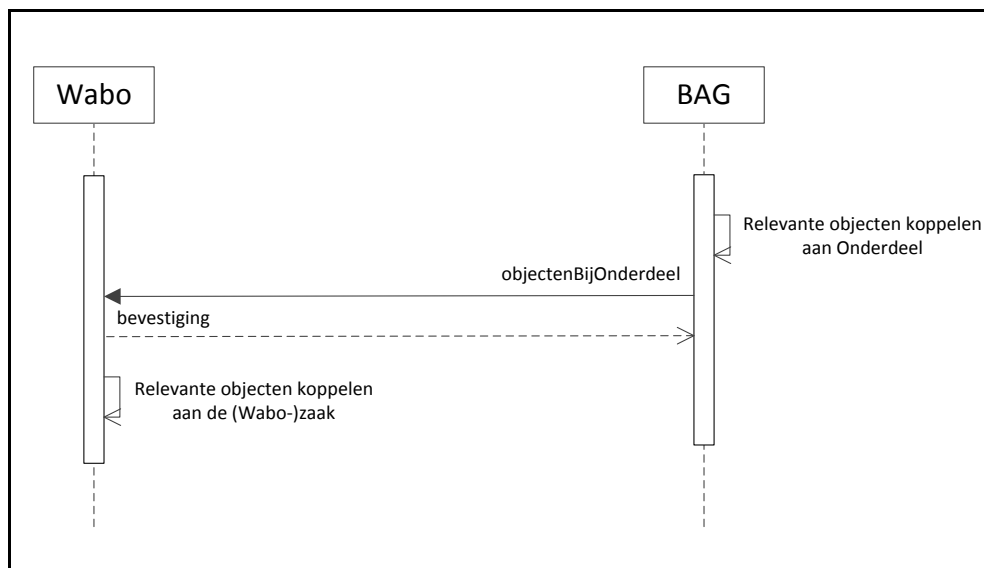 Wabo
BAG
Relevante objecten koppelen
aan Onderdeel
objectenBijOnderdeel
bevestiging
Relevante objecten koppelen
aan de (Wabo-)zaak